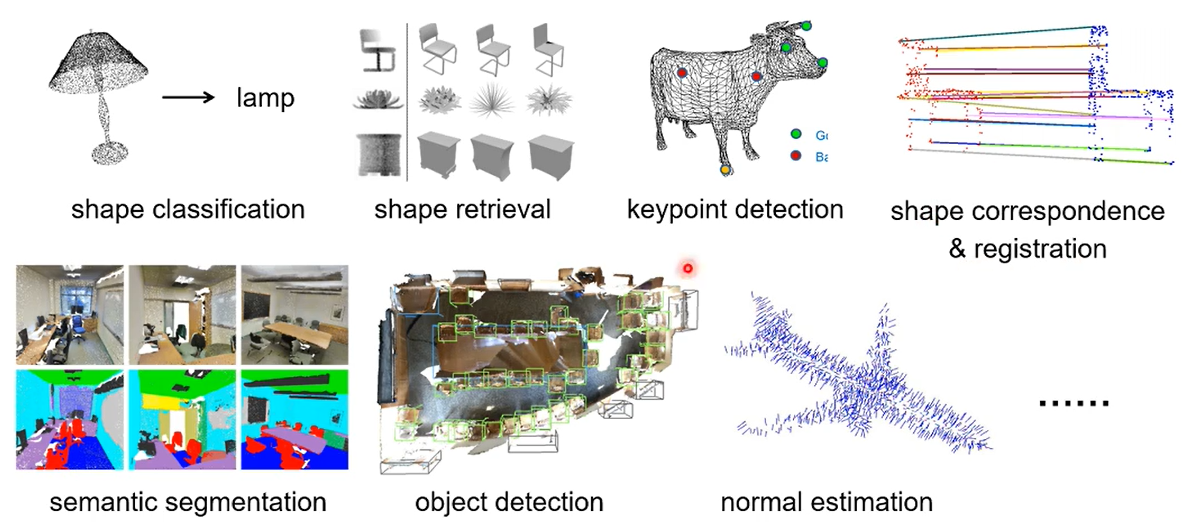 lamp
Go
Ba
shape classification
shape retrieval
keypoint detection
shape correspondence
& registration
semantic segmentation
object detection
normal estimation
......